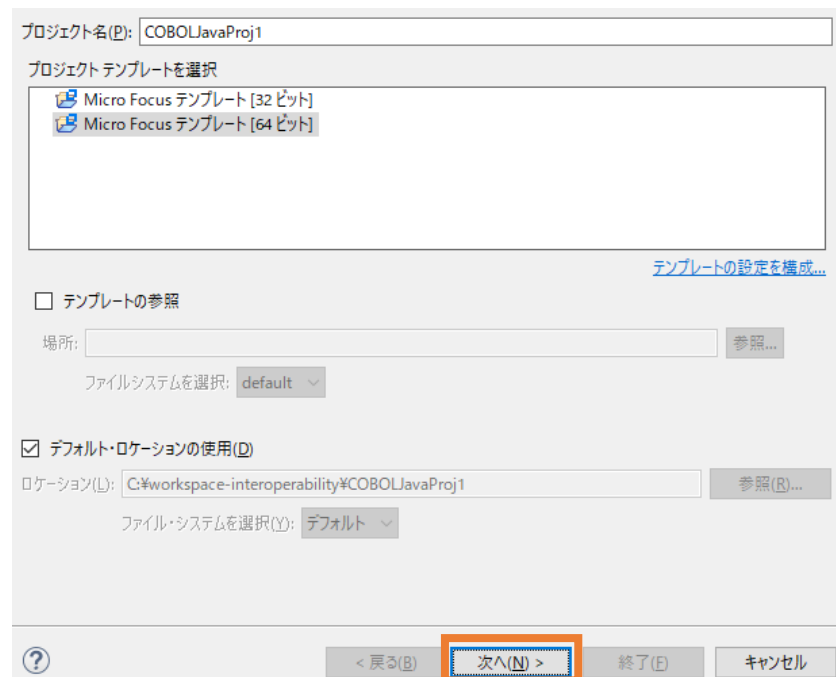 プロジェクト名(P): COBOLJavaProj1
プロジェクト テンプレートを選択
Micro Focus テンプレート [32 ビット]
Micro Focus テンプレート [64 ビット]
テンプレートの設定を構成...
テンプレートの参照
場所: 参照...
ファイルシステムを選択: default
デフォルト・ロケーションの使用(D)
ロケーション(L): C:¥workspace-interoperability¥COBOLJavaProj1 参照(R)...
ファイル・システムを選択(Y): デフォルト
? < 戻る(B) 次へ(N) > 終了(F) キャンセル